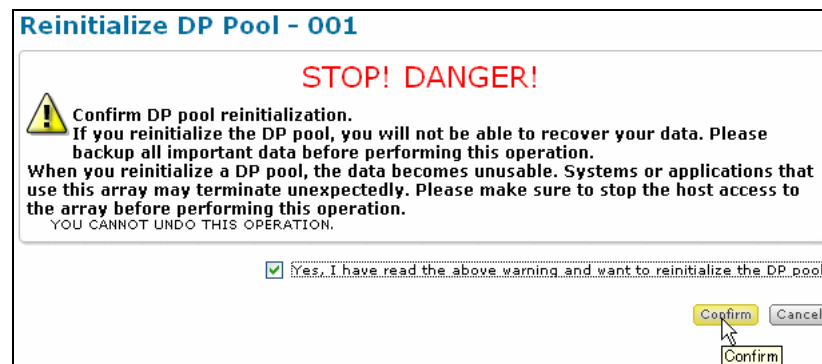 Reinitialize DP Pool - 001
STOP! DANGER!
Confirm DP pool reinitialization.
If you reinitialize the DP pool, you will not be able to recover your data. Please
backup all important data before performing this operation.
When you reinitialize a DP pool, the data becomes unusable. Systems or applications that
use this array may terminate unexpectedly. Please make sure to stop the host access to
the array before performing this operation.
YOU CANNOT UNDO THIS OPERATION.
Yes, I have read the above warning and want to reinitialize the DP pool
Confirm Cancel
Confirm